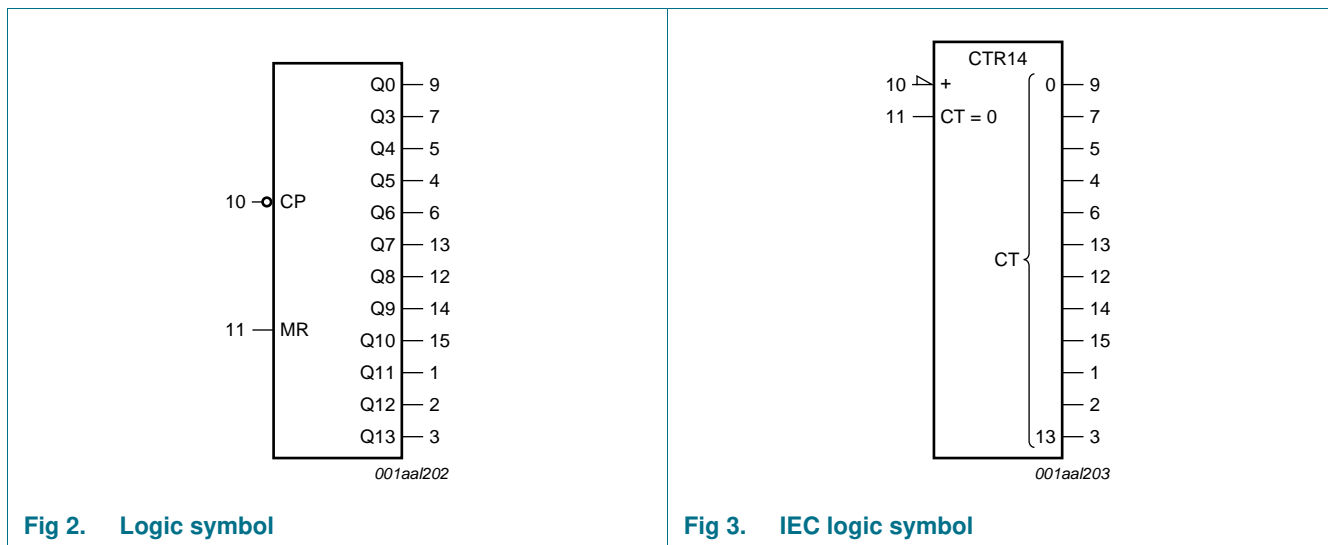 Q0 9
Q3 7
Q4 5
Q5 4
10 CP Q6 6
Q7 13
Q8 12
Q9 14
11 MR Q10 15
Q11 1
Q12 2
Q13 3
001aal202
Fig 2. Logic symbol
CTR14
10 + 0 9
11 CT = 0 7
5
4
6
13
CT 12
14
15
1
2
13 3
001aal203
Fig 3. IEC logic symbol